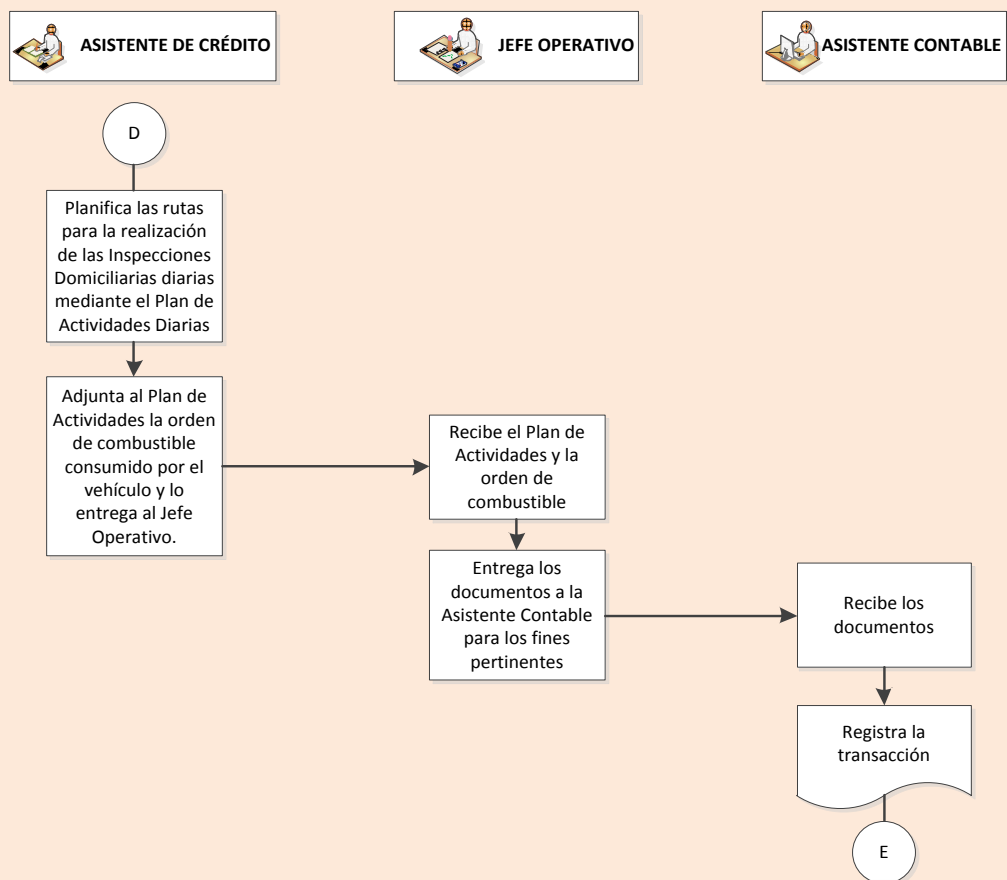 ASISTENTE DE CRÉDITO
JEFE OPERATIVO
ASISTENTE CONTABLE
D
Planifica las rutas
para la realización
de las Inspecciones
Domiciliarias diarias
mediante el Plan de
Actividades Diarias
Adjunta al Plan de
Actividades la orden
de combustible
consumido por el
vehículo y lo
entrega al Jefe
Operativo.
Recibe el Plan de
Actividades y la
orden de
combustible
Entrega los
documentos a la
Asistente Contable
para los fines
pertinentes
Recibe los
documentos
Registra la
transacción
E